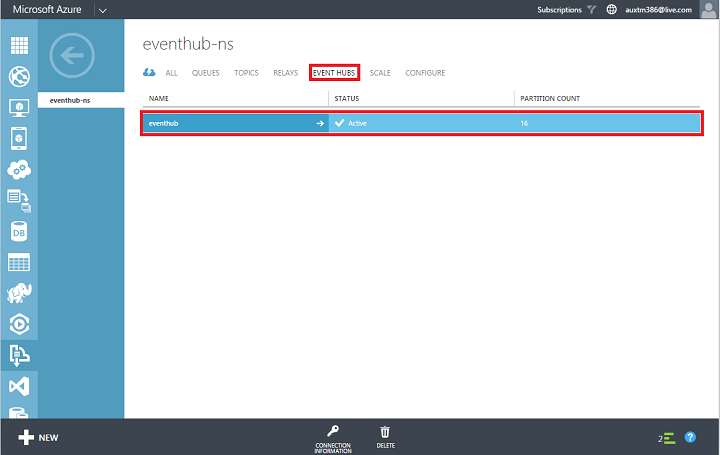 Microsoft Azure
Subscriptions
auxtm386@live.com
eventhub-ns
eventhub-ns
ALL QUEUES TOPICS RELAYS EVENT HUBS SCALE CONFIGURE
NAME STATUS PARTITION COUNT
eventhub Active 16
DB
NEW
CONNECTION
INFORMATION
DELETE
2
?